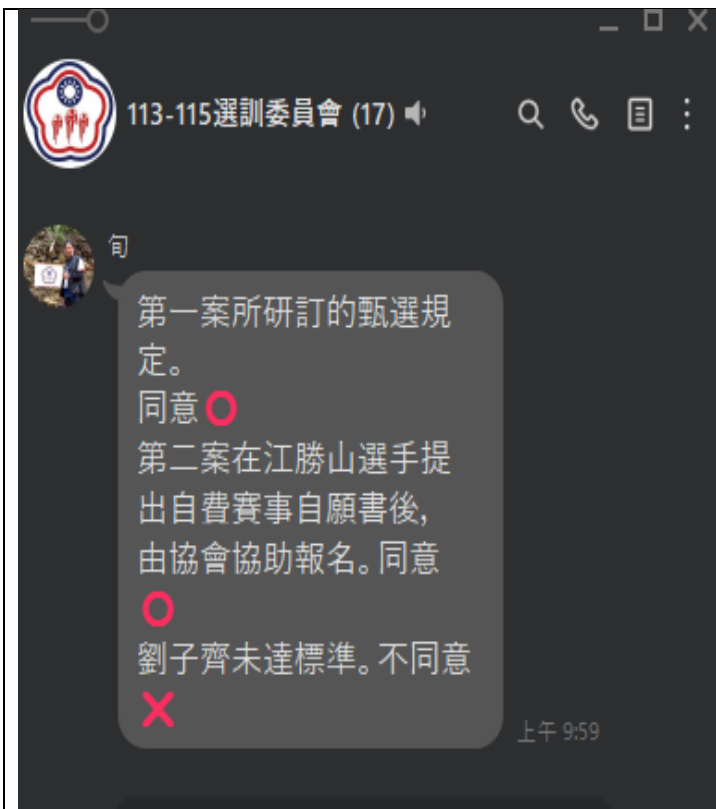 113-115選訓委員會 (17)
旬
第一案所研訂的甄選規
定。
同意⭕
第二案在江勝山選手提
出自費賽事自願書後,
由協會協助報名。同意
⭕
劉子齊未達標準。不同意
❌
上午 9:59